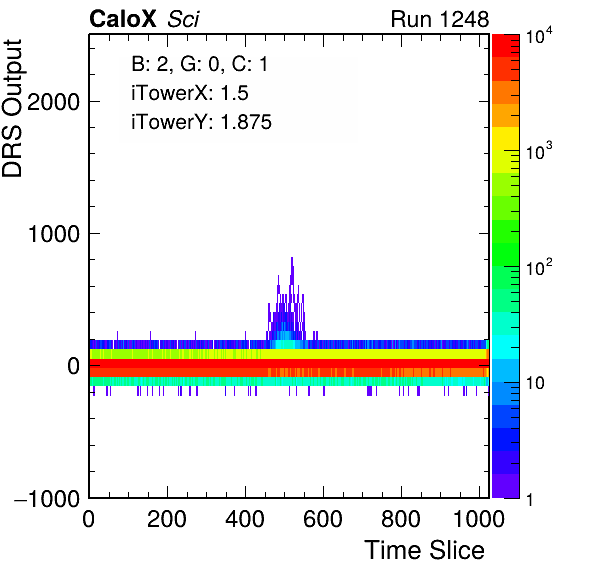 CaloX Sci Run 1248
B: 2, G: 0, C: 1
iTowerX: 1.5
iTowerY: 1.875
DRS Output
2000
1000
0
−1000
0 200 400 600 800 1000
Time Slice
10⁴
10³
10²
10
1